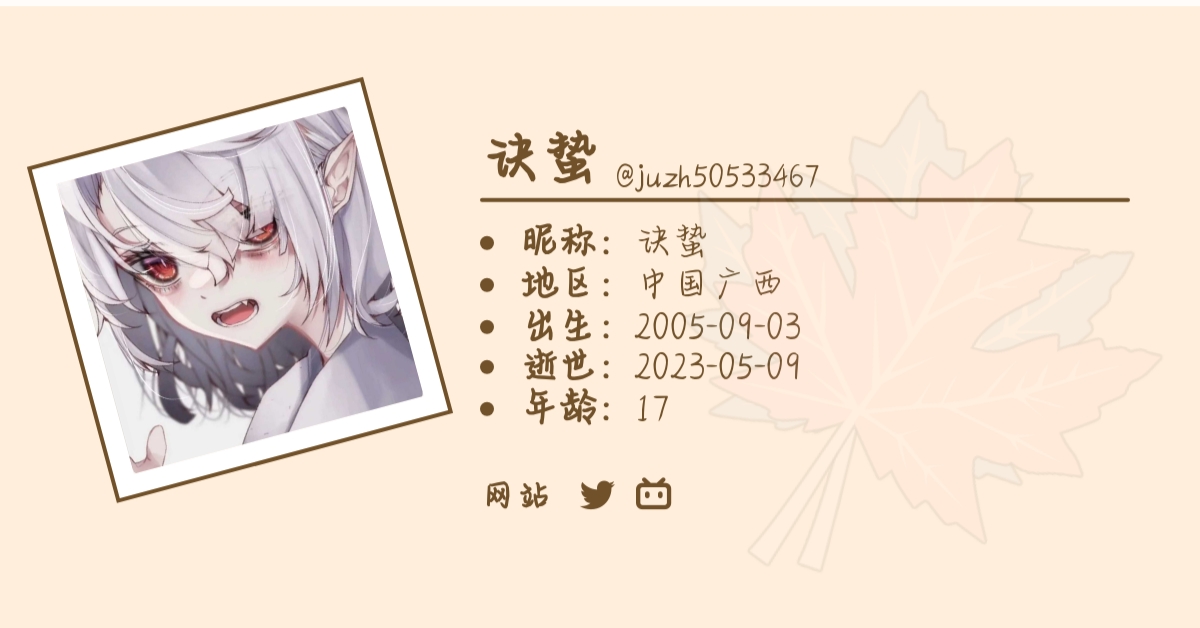 诀蛰 @juzh50533467
昵称：诀蛰
地区：中国广西
出生：2005-09-03
逝世：2023-05-09
年龄：17
网站